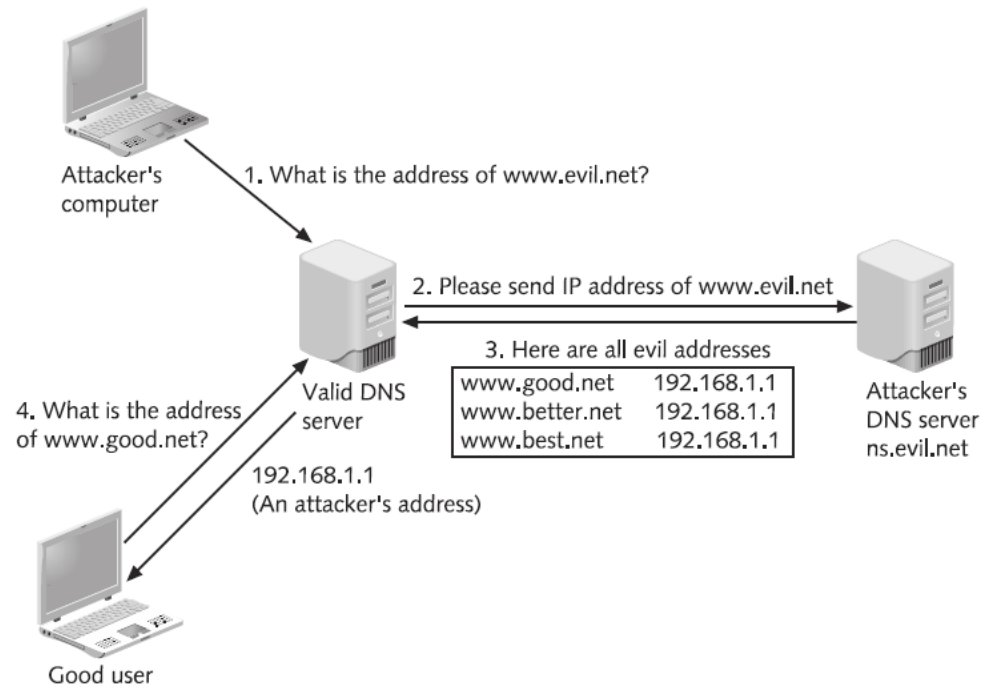 Attacker's
computer
1. What is the address of www.evil.net?
2. Please send IP address of www.evil.net
3. Here are all evil addresses
www.good.net 192.168.1.1
www.better.net 192.168.1.1
www.best.net 192.168.1.1
Valid DNS
server
Attacker's
DNS server
ns.evil.net
4. What is the address
of www.good.net?
192.168.1.1
(An attacker's address)
Good user